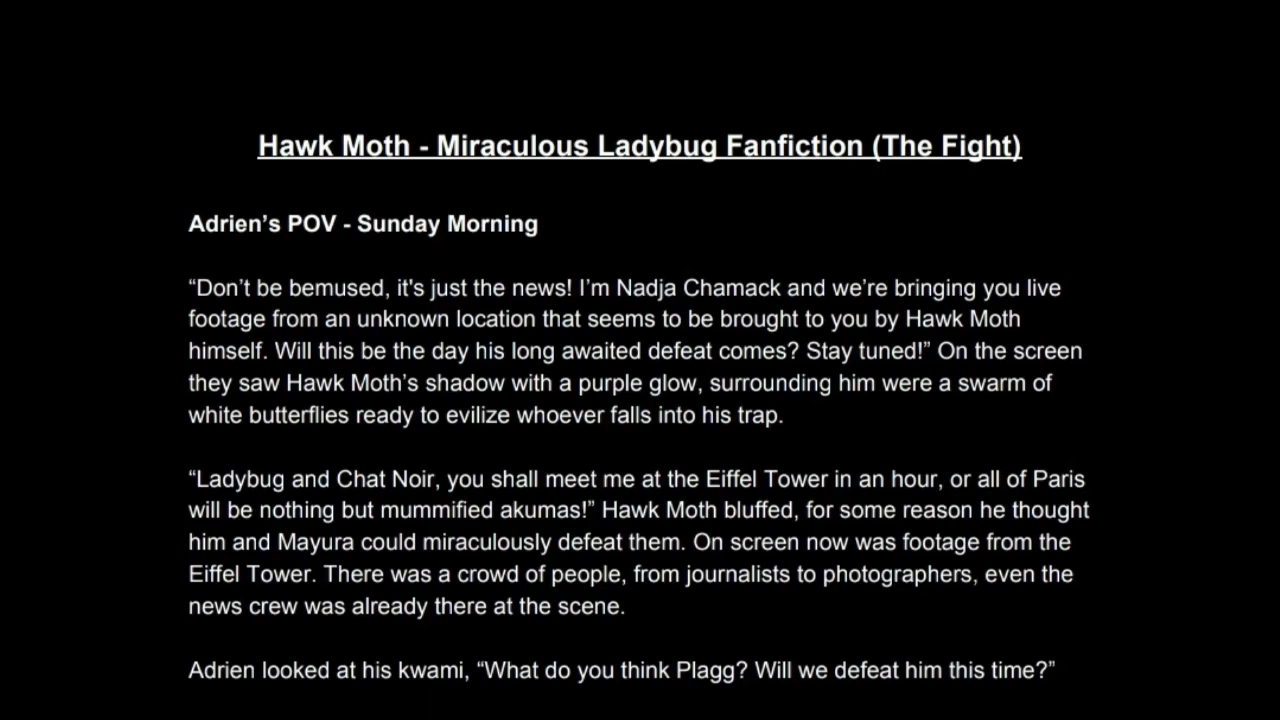 Hawk Moth - Miraculous Ladybug Fanfiction (The Fight)
Adrien’s POV - Sunday Morning
“Don’t be bemused, it's just the news! I’m Nadja Chamack and we’re bringing you live
footage from an unknown location that seems to be brought to you by Hawk Moth
himself. Will this be the day his long awaited defeat comes? Stay tuned!” On the screen
they saw Hawk Moth’s shadow with a purple glow, surrounding him were a swarm of
white butterflies ready to evilize whoever falls into his trap.
“Ladybug and Chat Noir, you shall meet me at the Eiffel Tower in an hour, or all of Paris
will be nothing but mummified akumas!” Hawk Moth bluffed, for some reason he thought
him and Mayura could miraculously defeat them. On screen now was footage from the
Eiffel Tower. There was a crowd of people, from journalists to photographers, even the
news crew was already there at the scene.
Adrien looked at his kwami, “What do you think Plagg? Will we defeat him this time?”